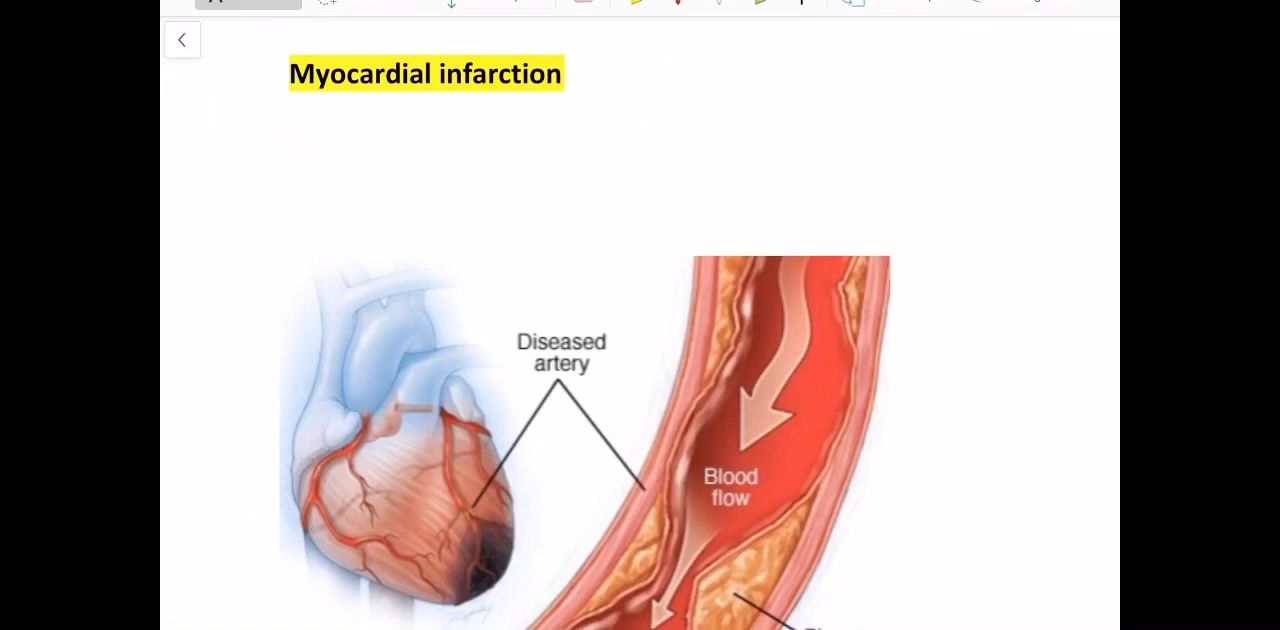 Myocardial infarction
Diseased
artery
Blood
flow